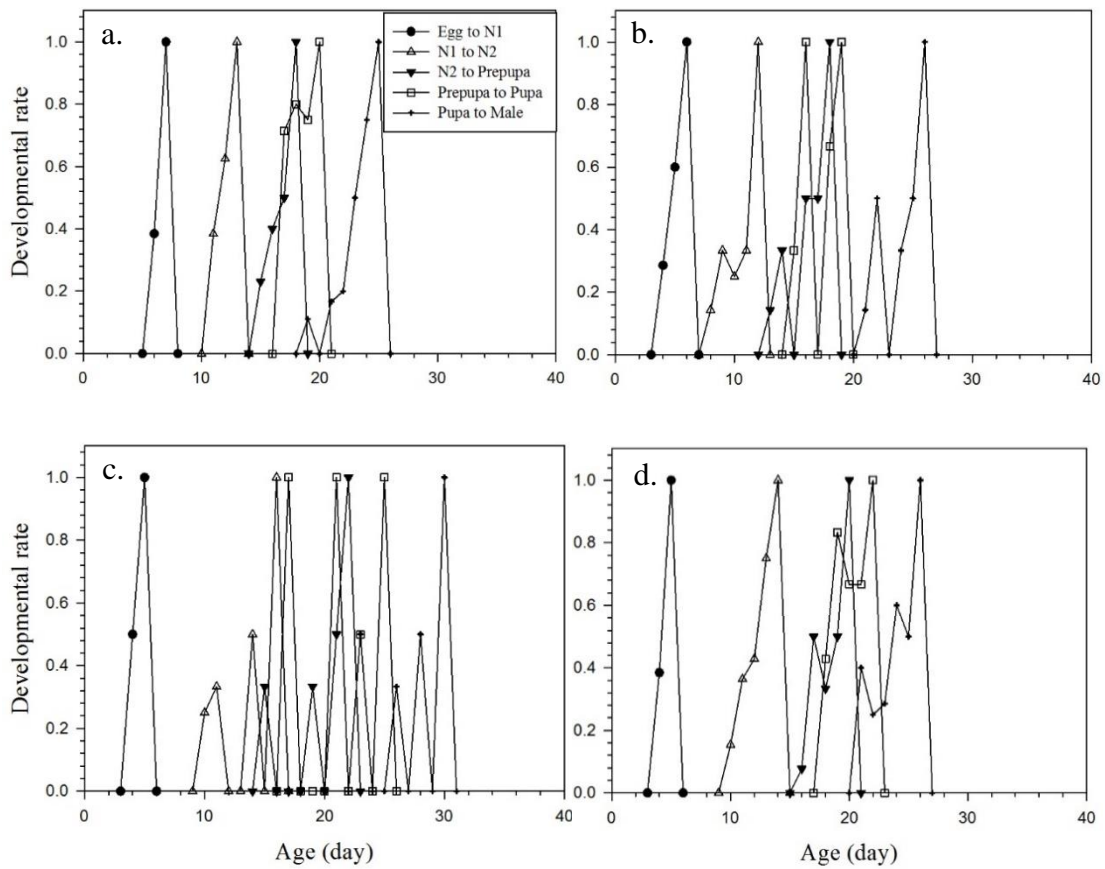 a.
Egg to N1
N1 to N2
N2 to Prepupa
Prepupa to Pupa
Pupa to Male
Developmental rate
1.0
0.8
0.6
0.4
0.2
0.0
0 10 20 30 40
b.
1.0
0.8
0.6
0.4
0.2
0.0
0 10 20 30 40
c.
Developmental rate
1.0
0.8
0.6
0.4
0.2
0.0
0 10 20 30 40
Age (day)
d.
1.0
0.8
0.6
0.4
0.2
0.0
0 10 20 30 40
Age (day)